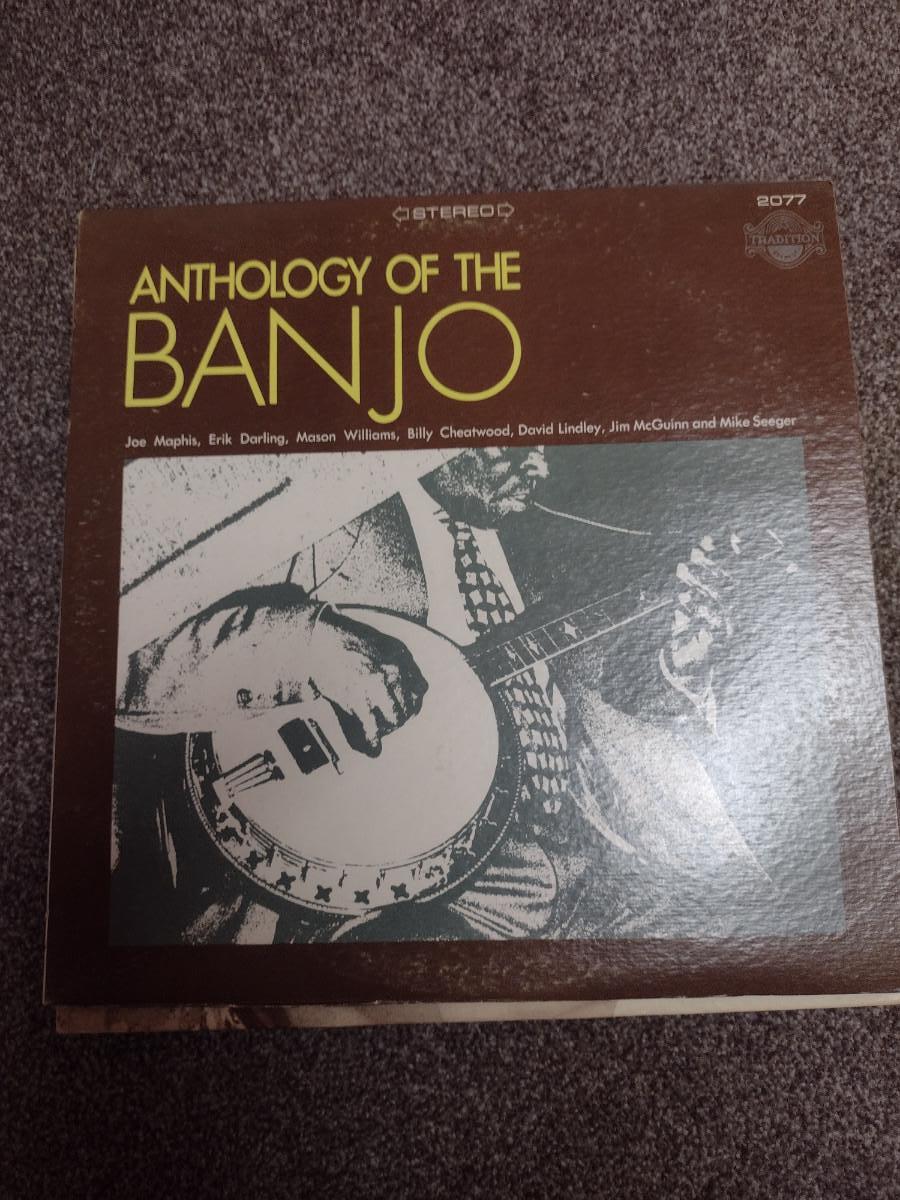 STEREO
2077
TRADITION
ANTHOLOGY OF THE
BANJO
Joe Maphis, Erik Darling, Mason Williams, Billy Cheatwood, David Lindley, Jim McGuinn and Mike Seeger